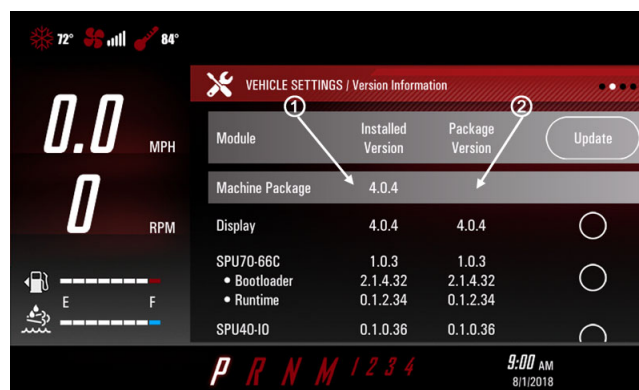 72° 84°
VEHICLE SETTINGS / Version Information
1 2
Module Installed Version Package Version Update
0.0 MPH
Machine Package 4.0.4
0 RPM
Display 4.0.4 4.0.4
SPU70-66C 1.0.3 1.0.3
• Bootloader 2.1.4.32 2.1.4.32
• Runtime 0.1.2.34 0.1.2.34
E F
SPU40-IO 0.1.0.36 0.1.0.36
P R N M 1 2 3 4
9:00 AM
8/1/2018